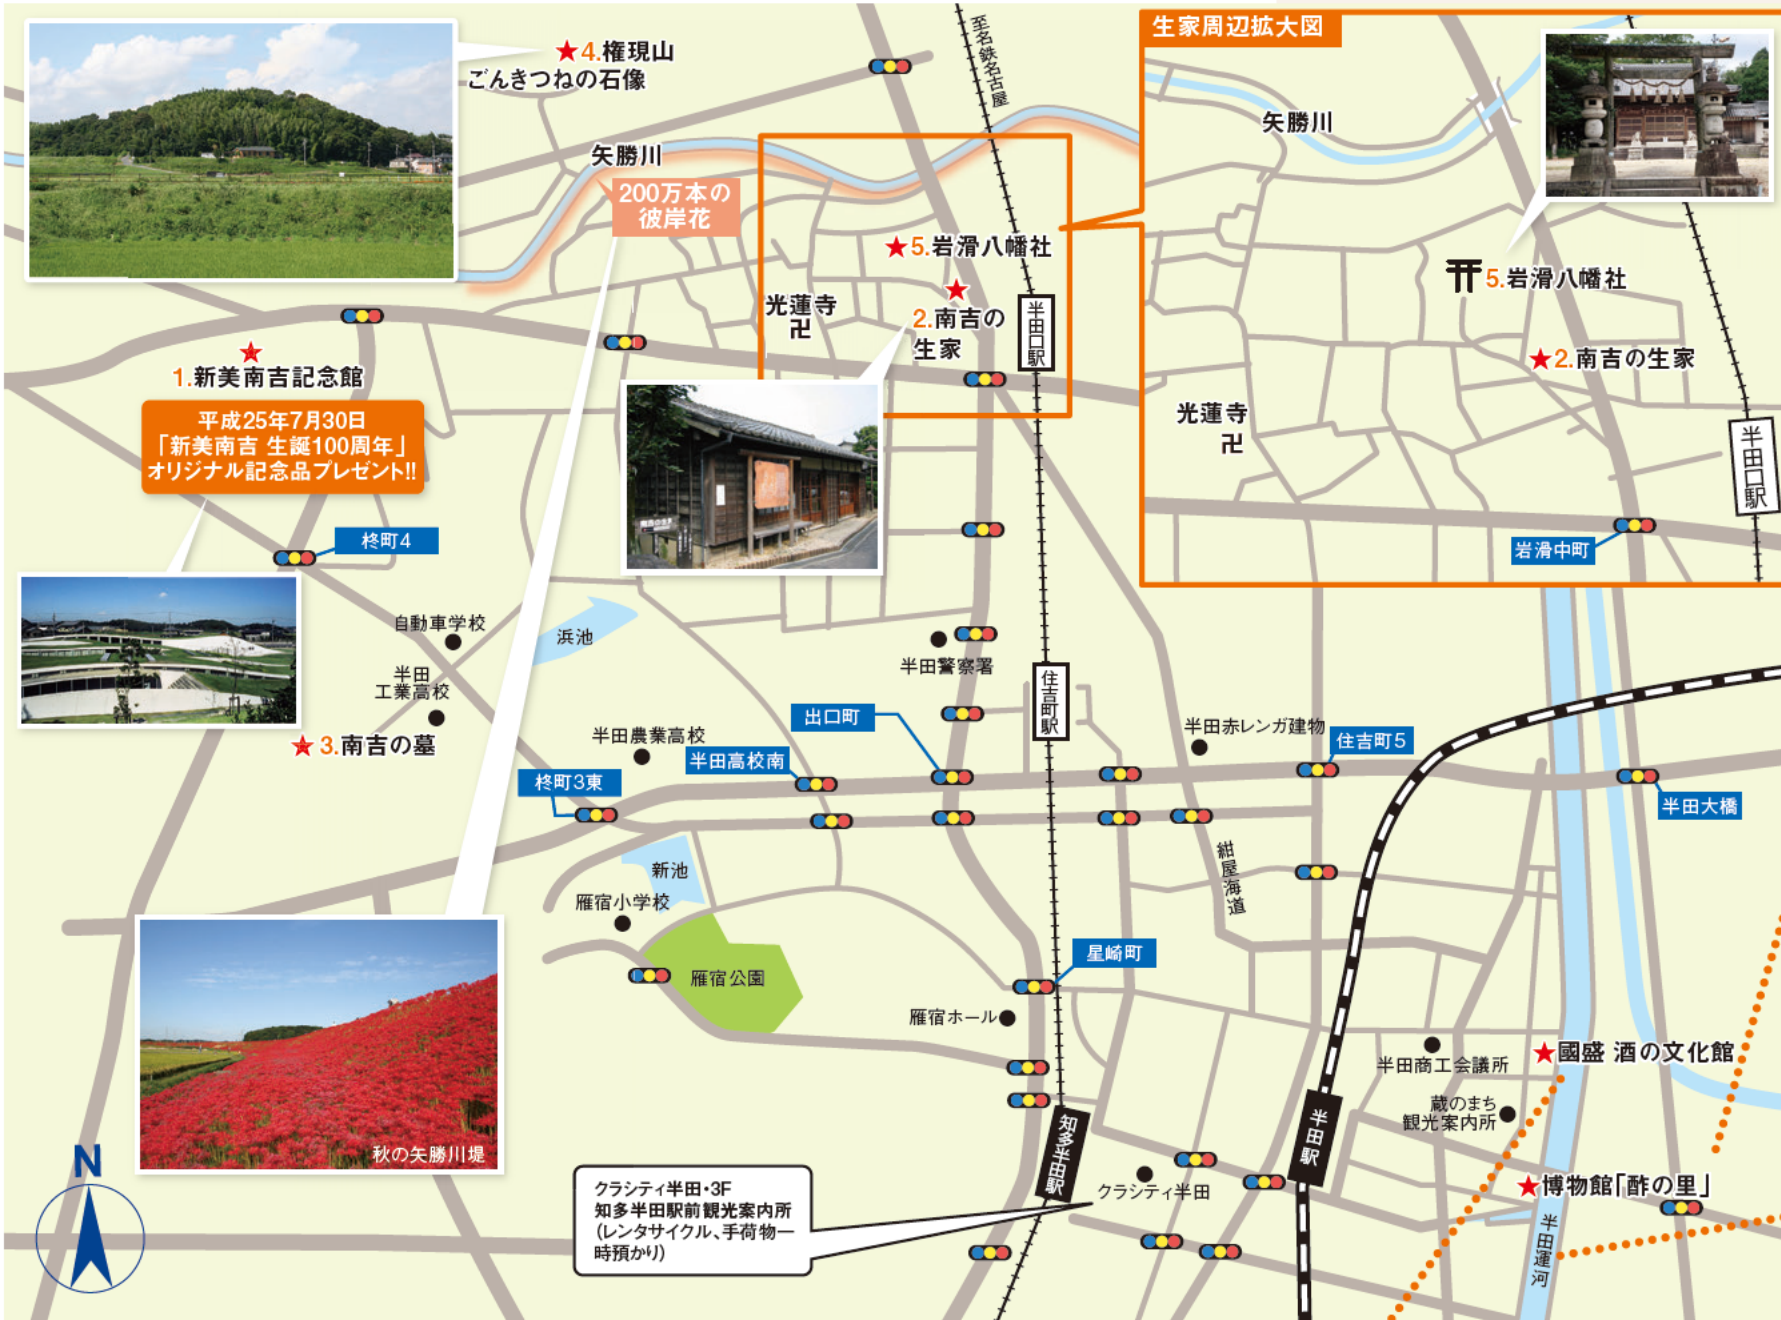 ★4.権現山
ごんきつねの石像
至名鉄名古屋
矢勝川
200万本の
彼岸花
★5.岩滑八幡社
★
2.南吉の
生家
光蓮寺
卍
半田口駅
★
1.新美南吉記念館
平成25年7月30日
「新美南吉 生誕100周年」
オリジナル記念品プレゼント!!
生家周辺拡大図
矢勝川
5.岩滑八幡社
★2.南吉の生家
光蓮寺
卍
半田口駅
岩滑中町
柊町4
自動車学校
半田
工業高校
★3.南吉の墓
浜池
半田警察署
住吉町駅
出口町
半田農業高校
半田高校南
柊町3東
半田赤レンガ建物
住吉町5
半田大橋
紺屋海道
新池
雁宿小学校
雁宿公園
星崎町
雁宿ホール
秋の矢勝川堤
N
知多半田駅
クラシティ半田
クラシティ半田・3F
知多半田駅前観光案内所
(レンタサイクル、手荷物一
時預かり)
半田駅
半田商工会議所
蔵のまち
観光案内所
★國盛 酒の文化館
★博物館「酢の里」
半田運河